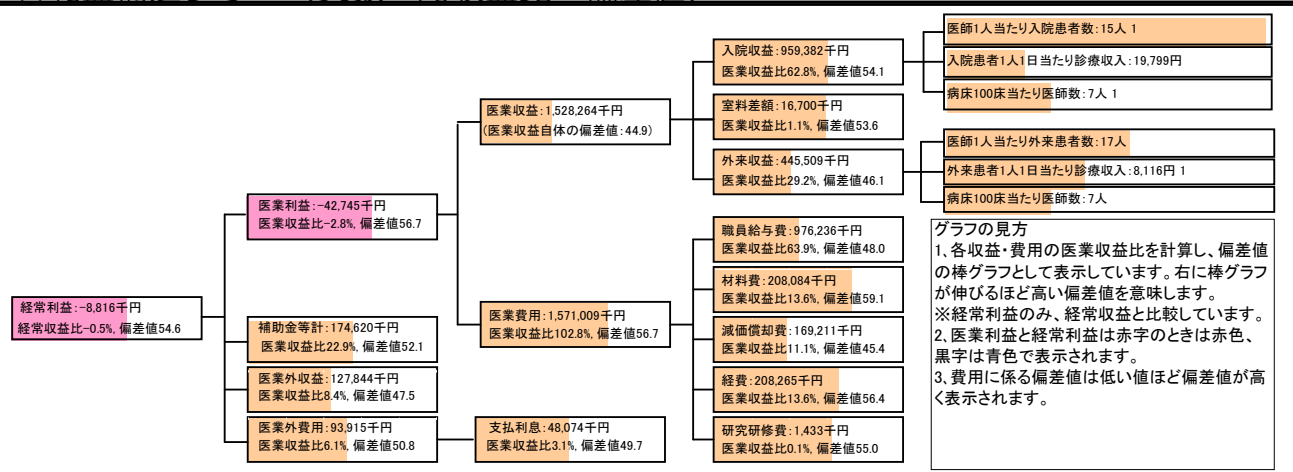 経常利益:-8,816千円
経常収益比-0.5%, 偏差値54.6
医業利益:-42,745千円
医業収益比-2.8%, 偏差値56.7
補助金等計:174,620千円
医業収益比22.9%, 偏差値52.1
医業外収益:127,844千円
医業収益比8.4%, 偏差値47.5
医業外費用:93,915千円
医業収益比6.1%, 偏差値50.8
医業収益:1,528,264千円
(医業収益自体の偏差値:44.9)
医業費用:1,571,009千円
医業収益比102.8%, 偏差値56.7
支払利息:48,074千円
医業収益比3.1%, 偏差値49.7
入院収益:959,382千円
医業収益比62.8%, 偏差値54.1
室料差額:16,700千円
医業収益比1.1%, 偏差値53.6
外来収益:445,509千円
医業収益比29.2%, 偏差値46.1
職員給与費:976,236千円
医業収益比63.9%, 偏差値48.0
材料費:208,084千円
医業収益比13.6%, 偏差値59.1
減価償却費:169,211千円
医業収益比11.1%, 偏差値45.4
経費:208,265千円
医業収益比13.6%, 偏差値56.4
研究研修費:1,433千円
医業収益比0.1%, 偏差値55.0
医師1人当たり入院患者数:15人 1
入院患者1人1日当たり診療収入:19,799円
病床100床当たり医師数:7人 1
医師1人当たり外来患者数:17人
外来患者1人1日当たり診療収入:8,116円 1
病床100床当たり医師数:7人
グラフの見方
1、各収益・費用の医業収益比を計算し、偏差値
の棒グラフとして表示しています。右に棒グラフ
が伸びるほど高い偏差値を意味します。
※経常利益のみ、経常収益と比較しています。
2、医業利益と経常利益は赤字のときは赤色、
黒字は青色で表示されます。
3、費用に係る偏差値は低い値ほど偏差値が高
く表示されます。